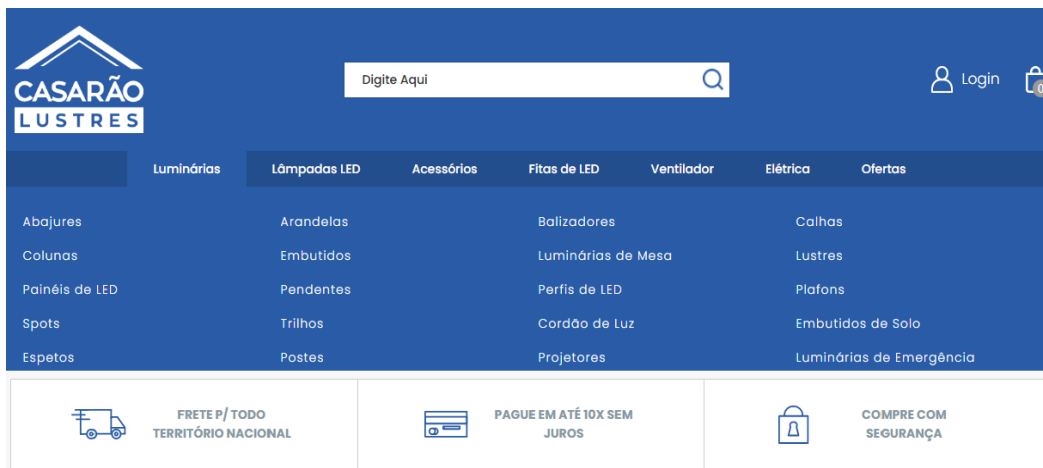 CASARÃO
LUSTRES
Digite Aqui
Login
0
Luminárias Lâmpadas LED Acessórios Fitas de LED Ventilador Elétrica Ofertas
Abajures Arandelas Balizadores Calhas
Colunas Embutidos Luminárias de Mesa Lustres
Painéis de LED Pendentes Perfis de LED Plafons
Spots Trilhos Cordão de Luz Embutidos de Solo
Espetos Postes Projetores Luminárias de Emergência
FRETE P/ TODO
TERRITÓRIO NACIONAL
PAGUE EM ATÉ 10X SEM
JUROS
COMPRE COM
SEGURANÇA